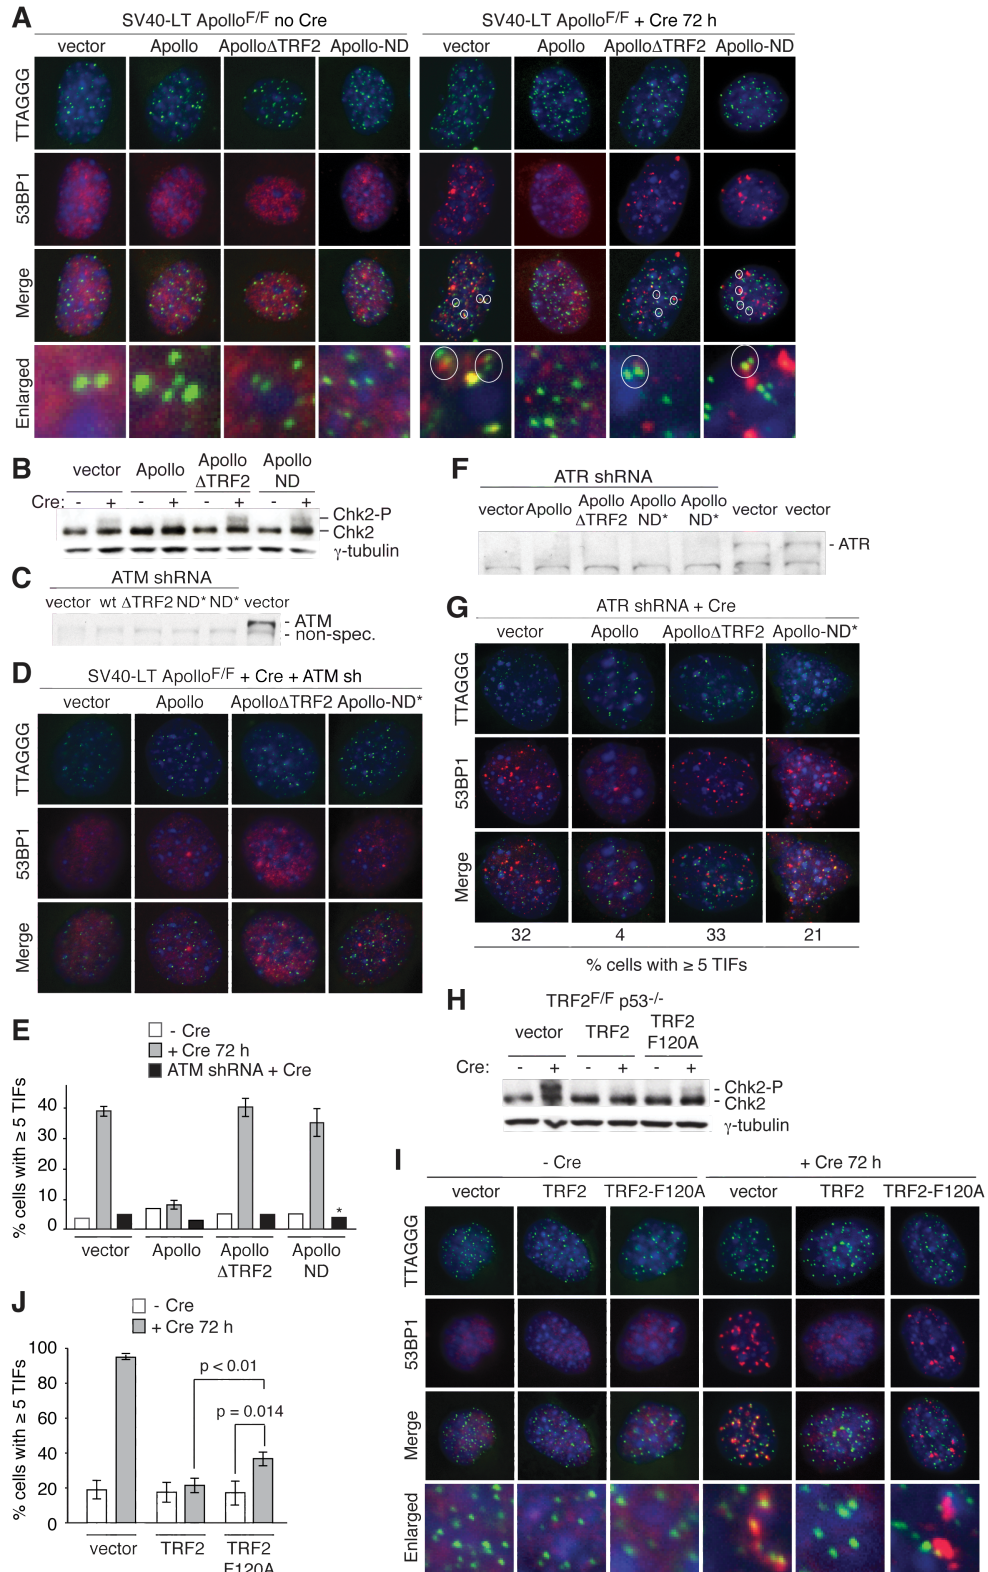 A
SV40-LT ApolloF/F no Cre
SV40-LT ApolloF/F + Cre 72 h
vector Apollo ApolloΔTRF2 Apollo-ND
vector Apollo ApolloΔTRF2 Apollo-ND
TTAGGG
53BP1
Merge
Enlarged
B
vector Apollo Apollo ΔTRF2 Apollo ND
Cre: - + - + - + - +
Chk2-P
Chk2
γ-tubulin
C
ATM shRNA
vector wt ΔTRF2 ND* ND* vector
- ATM
- non-spec.
D
SV40-LT ApolloF/F + Cre + ATM sh
vector Apollo ApolloΔTRF2 Apollo-ND*
TTAGGG
53BP1
Merge
E
- Cre
+ Cre 72 h
ATM shRNA + Cre
% cells with ≥ 5 TIFs
40
30
20
10
0
*
vector Apollo Apollo ΔTRF2 Apollo ND
F
ATR shRNA
vector Apollo Apollo ΔTRF2 Apollo ND* Apollo ND* vector vector
- ATR
G
ATR shRNA + Cre
vector Apollo ApolloΔTRF2 Apollo-ND*
TTAGGG
53BP1
Merge
32 4 33 21
% cells with ≥ 5 TIFs
H
TRF2F/F p53-/-
vector TRF2 TRF2 F120A
Cre: - + - + - +
- Chk2-P
- Chk2
γ-tubulin
I
- Cre
+ Cre 72 h
vector TRF2 TRF2-F120A vector TRF2 TRF2-F120A
TTAGGG
53BP1
Merge
Enlarged
J
- Cre
+ Cre 72 h
% cells with ≥ 5 TIFs
100
80
60
40
20
0
p < 0.01
p = 0.014
vector TRF2 TRF2 F120A